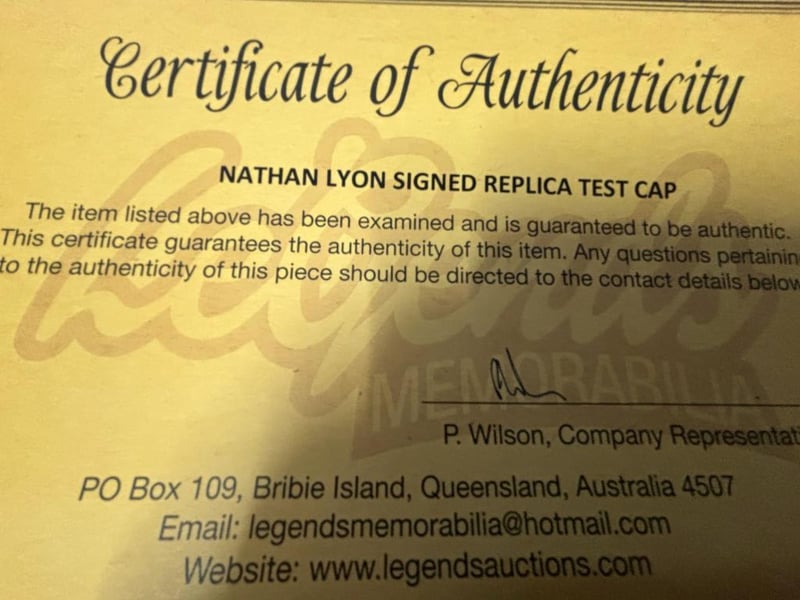 Certificate of Authenticity
NATHAN LYON SIGNED REPLICA TEST CAP
The item listed above has been examined and is guaranteed to be authentic.
This certificate guarantees the authenticity of this item. Any questions pertainin
to the authenticity of this piece should be directed to the contact details below
Legends
MEMORABILIA
P. Wilson, Company Representati
PO Box 109, Bribie Island, Queensland, Australia 4507
Email: legendsmemorabilia@hotmail.com
Website: www.legendsauctions.com